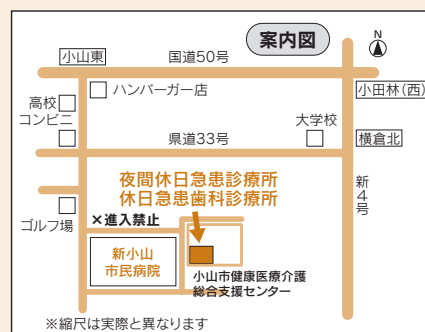 案内図
N
小山東
国道50号
ハンバーガー店
小田林(西)
高校
コンビニ
大学校
県道33号
横倉北
夜間休日急患診療所
休日急患歯科診療所
新4号
×進入禁止
ゴルフ場
新小山
市民病院
小山市健康医療介護
総合支援センター
※縮尺は実際と異なります